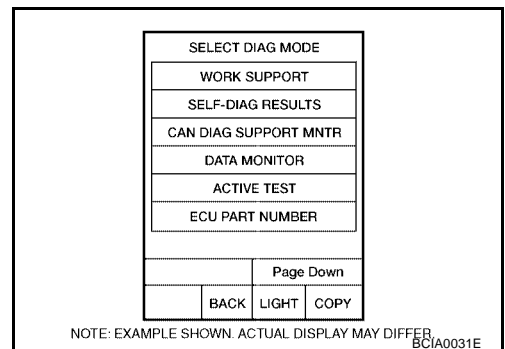 SELECT DIAG MODE
WORK SUPPORT
SELF-DIAG RESULTS
CAN DIAG SUPPORT MNTR
DATA MONITOR
ACTIVE TEST
ECU PART NUMBER
Page Down
BACK LIGHT COPY
NOTE: EXAMPLE SHOWN. ACTUAL DISPLAY MAY DIFFER.
BCIA0031E